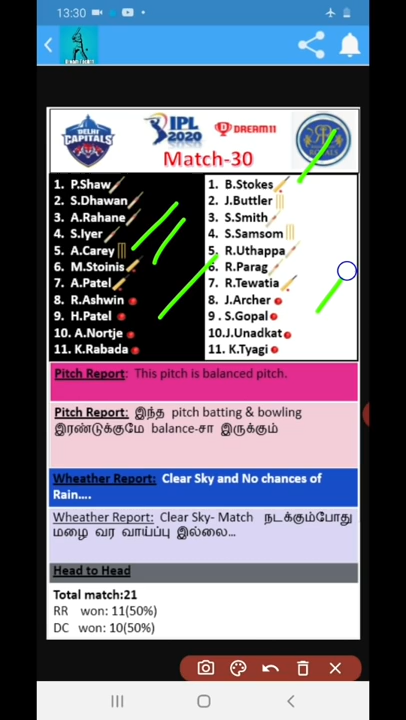 13:30
DELHI
CAPITALS
IPL
2020
DREAM11
Match-30
1. P.Shaw
2. S.Dhawan
3. A.Rahane
4. S.Iyer
5. A.Carey
6. M.Stoinis
7. A.Patel
8. R.Ashwin
9. H.Patel
10. A.Nortje
11. K.Rabada
1. B.Stokes
2. J.Buttler
3. S.Smith
4. S.Samsom
5. R.Uthappa
6. R.Parag
7. R.Tewatia
8. J.Archer
9 . S.Gopal
10.J.Unadkat
11. K.Tyagi
Pitch Report: This pitch is balanced pitch.
Pitch Report: இந்த pitch batting & bowling
இரண்டுக்குமே balance-சா இருக்கும்
Wheather Report: Clear Sky and No chances of
Rain....
Wheather Report: Clear Sky- Match நடக்கும்போது
மழை வர வாய்ப்பு இல்லை...
Head to Head
Total match:21
RR won: 11(50%)
DC won: 10(50%)